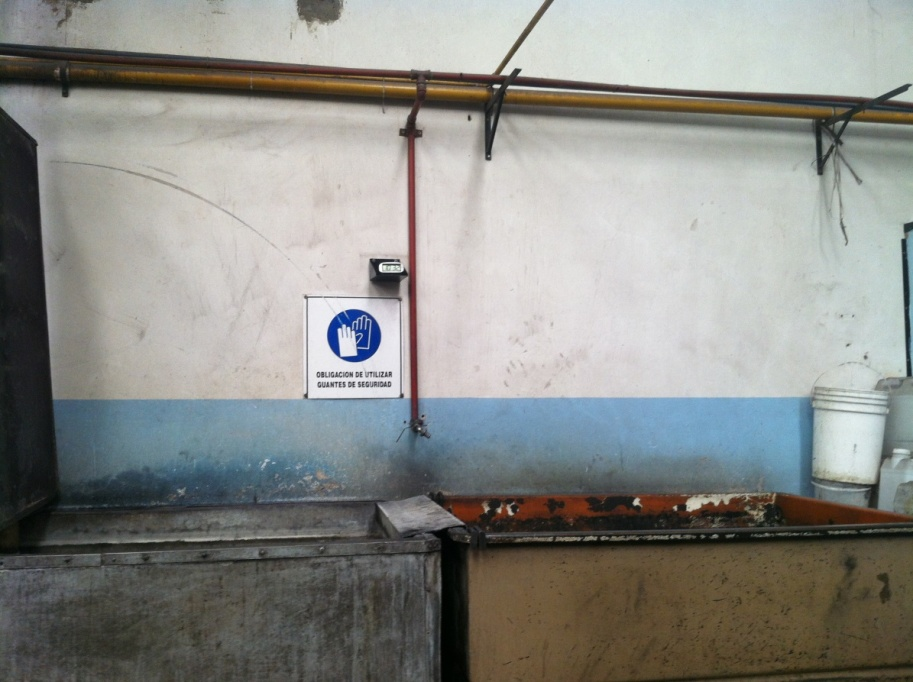 OBLIGACION DE UTILIZAR
GUANTES DE SEGURIDAD